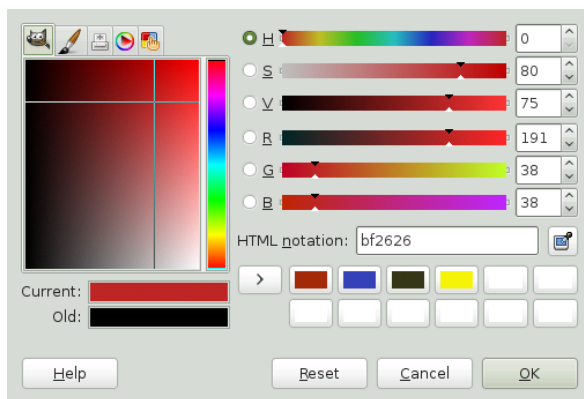 H 0
S 80
V 75
R 191
G 38
B 38
HTML notation: bf2626
>
Current:
Old:
Help Reset Cancel OK